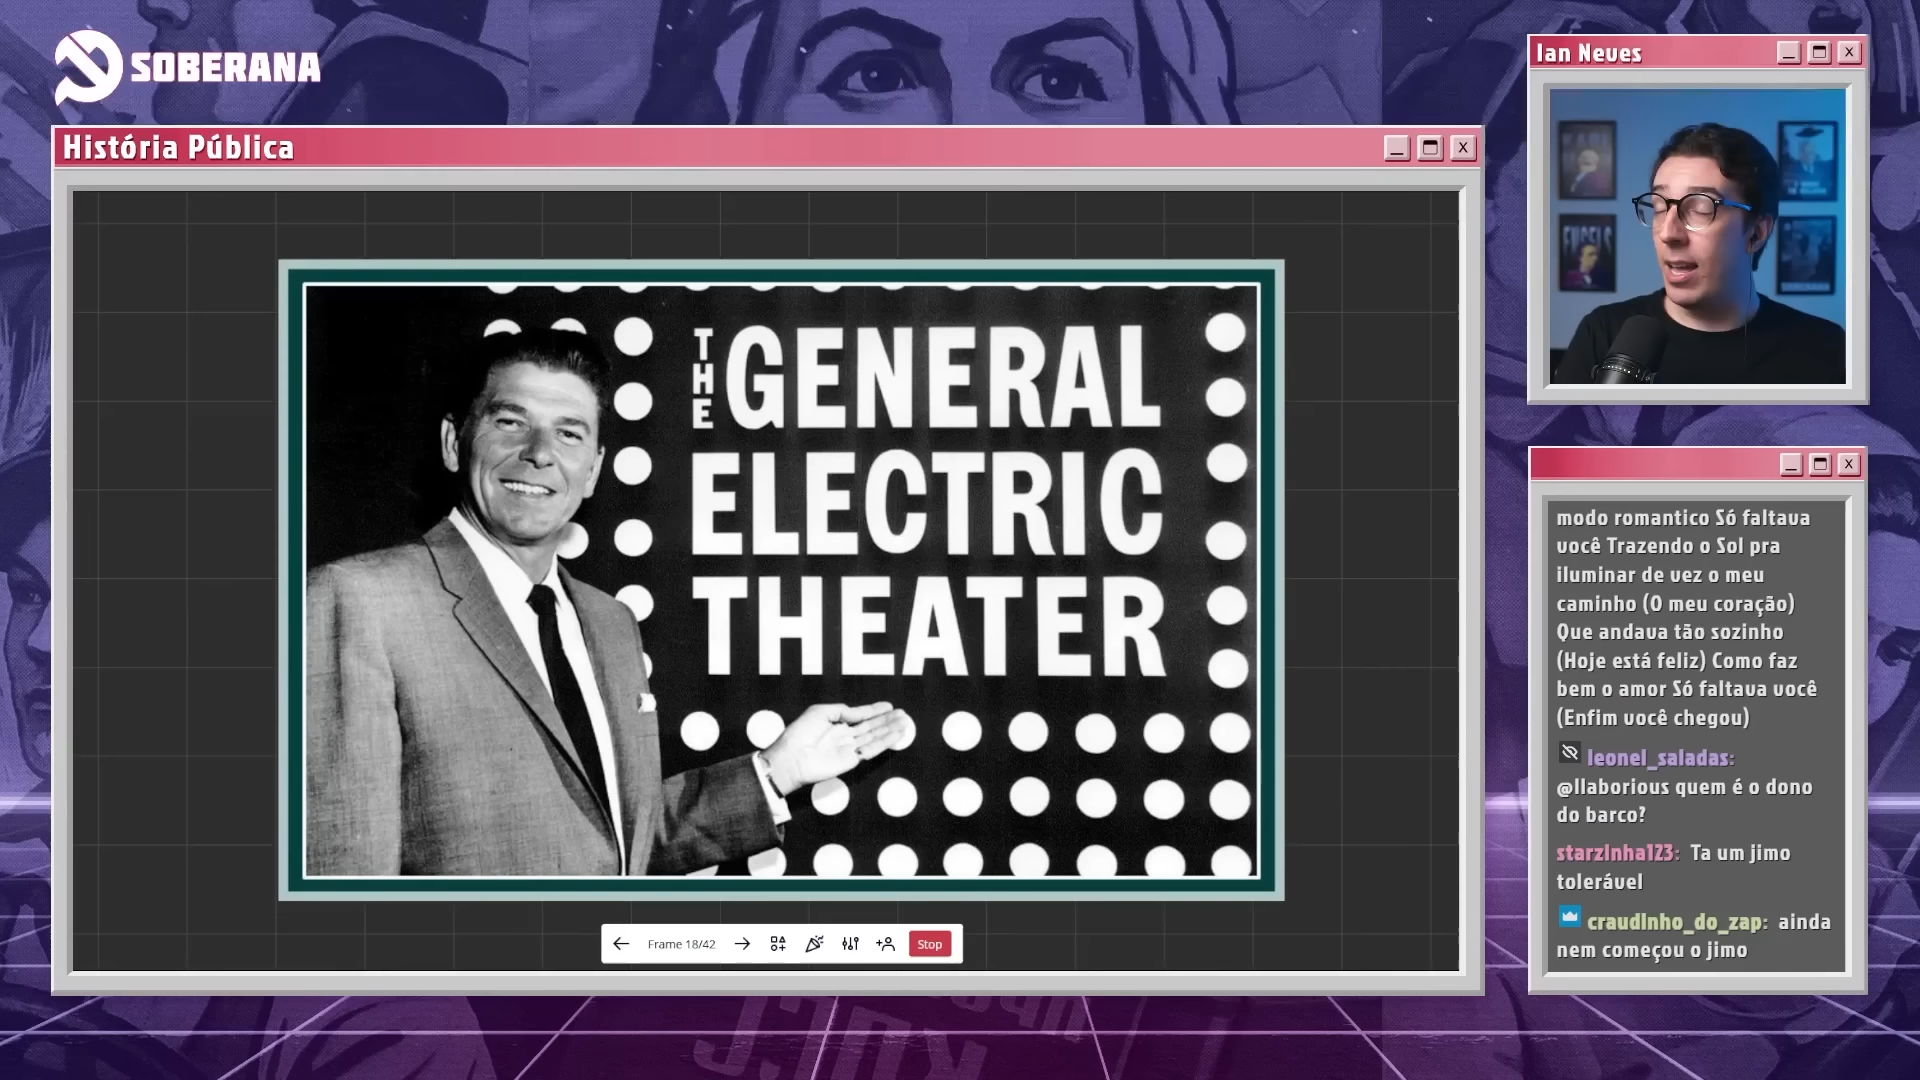 SOBERANA
História Pública
THE GENERAL
ELECTRIC
THEATER
Frame 18/42
Stop
Ian Neves
ENGELS
modo romantico Só faltava
você Trazendo o Sol pra
iluminar de vez o meu
caminho (O meu coração)
Que andava tão sozinho
(Hoje está feliz) Como faz
bem o amor Só faltava você
(Enfim você chegou)
leonel_saladas:
@llaborious quem é o dono
do barco?
starzinha123: Ta um jimo
tolerável
craudinho_do_zap: ainda
nem começou o jimo